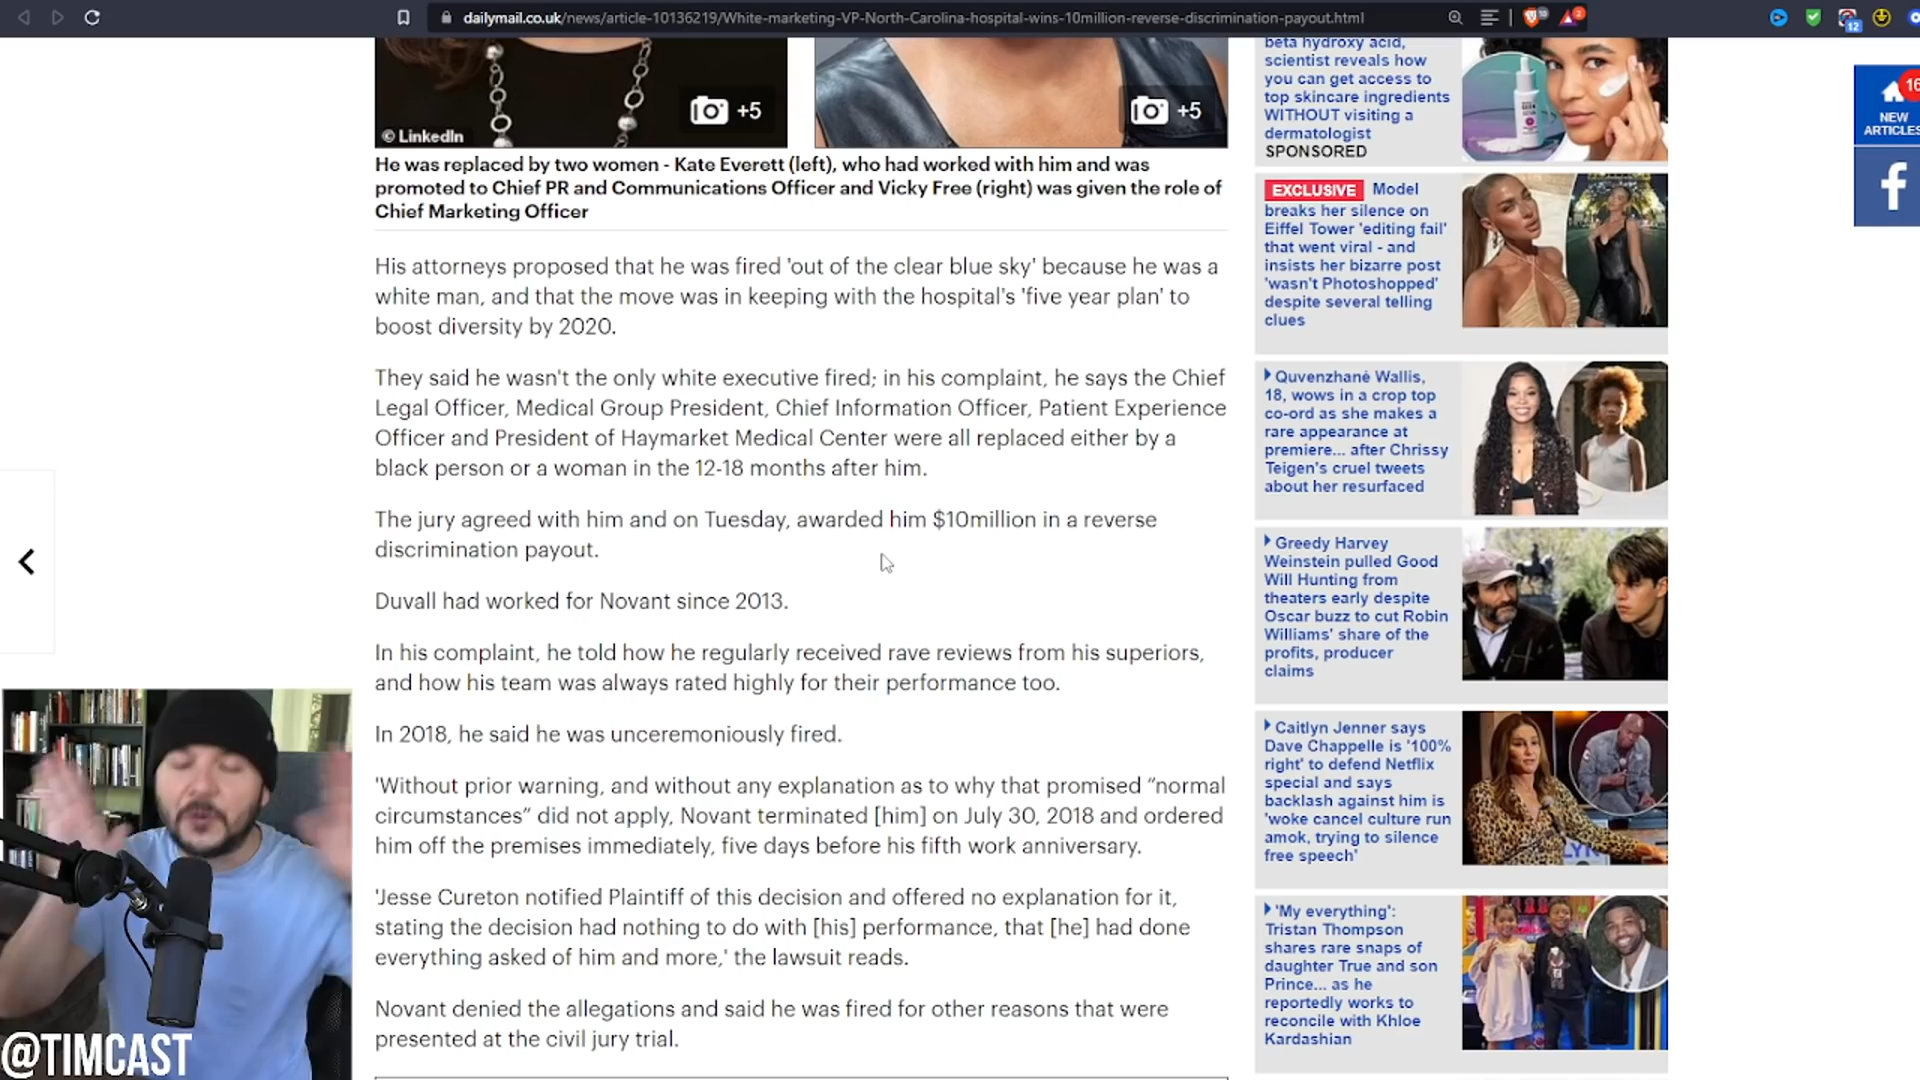 dailymail.co.uk/news/article-10136219/White-marketing-VP-North-Carolina-hospital-wins-10million-reverse-discrimination-payout.html
12
+5
© LinkedIn
+5
He was replaced by two women - Kate Everett (left), who had worked with him and was
promoted to Chief PR and Communications Officer and Vicky Free (right) was given the role of
Chief Marketing Officer
His attorneys proposed that he was fired 'out of the clear blue sky' because he was a
white man, and that the move was in keeping with the hospital's 'five year plan' to
boost diversity by 2020.
They said he wasn't the only white executive fired; in his complaint, he says the Chief
Legal Officer, Medical Group President, Chief Information Officer, Patient Experience
Officer and President of Haymarket Medical Center were all replaced either by a
black person or a woman in the 12-18 months after him.
The jury agreed with him and on Tuesday, awarded him $10million in a reverse
discrimination payout.
Duvall had worked for Novant since 2013.
In his complaint, he told how he regularly received rave reviews from his superiors,
and how his team was always rated highly for their performance too.
In 2018, he said he was unceremoniously fired.
'Without prior warning, and without any explanation as to why that promised “normal
circumstances” did not apply, Novant terminated [him] on July 30, 2018 and ordered
him off the premises immediately, five days before his fifth work anniversary.
'Jesse Cureton notified Plaintiff of this decision and offered no explanation for it,
stating the decision had nothing to do with [his] performance, that [he] had done
everything asked of him and more,' the lawsuit reads.
Novant denied the allegations and said he was fired for other reasons that were
presented at the civil jury trial.
beta hydroxy acid,
scientist reveals how
you can get access to
top skincare ingredients
WITHOUT visiting a
dermatologist
SPONSORED
EXCLUSIVE Model
breaks her silence on
Eiffel Tower 'editing fail'
that went viral - and
insists her bizarre post
'wasn't Photoshopped'
despite several telling
clues
Quvenzhané Wallis,
18, wows in a crop top
co-ord as she makes a
rare appearance at
premiere... after Chrissy
Teigen's cruel tweets
about her resurfaced
Greedy Harvey
Weinstein pulled Good
Will Hunting from
theaters early despite
Oscar buzz to cut Robin
Williams' share of the
profits, producer
claims
Caitlyn Jenner says
Dave Chappelle is '100%
right' to defend Netflix
special and says
backlash against him is
'woke cancel culture run
amok, trying to silence
free speech'
'My everything':
Tristan Thompson
shares rare snaps of
daughter True and son
Prince... as he
reportedly works to
reconcile with Khloe
Kardashian
16
NEW
ARTICLES
@TIMCAST